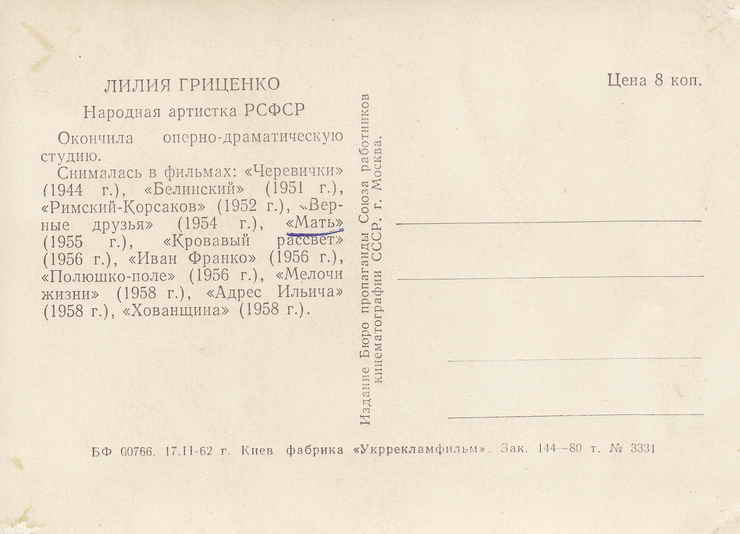 ЛИЛИЯ ГРИЦЕНКО
Народная артистка РСФСР
Окончила оперно-драматическую
студию.
Снималась в фильмах: «Черевички»
(1944 г.), «Белинский» (1951 г.),
«Римский-Корсаков» (1952 г.), «Вер-
ные друзья» (1954 г.), «Мать»
(1955 г.), «Кровавый рассвет»
(1956 г.), «Иван Франко» (1956 г.),
«Полюшко-поле» (1956 г.), «Мелочи
жизни» (1958 г.), «Адрес Ильича»
(1958 г.), «Хованщина» (1958 г.).
Издание Бюро пропаганды Союза работников
кинематографии СССР. г. Москва.
Цена 8 коп.
БФ 00766. 17.II-62 г. Киев фабрика «Укррекламфильм». Зак. 144—80 т. № 3331